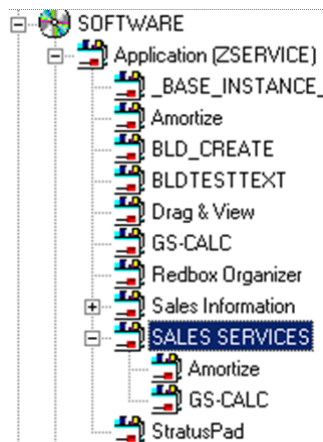 SOFTWARE
Application (ZSERVICE)
_BASE_INSTANCE_
Amortize
BLD_CREATE
BLDTESTTEXT
Drag & View
GS-CALC
Redbox Organizer
Sales Information
SALES SERVICES
Amortize
GS-CALC
StratusPad